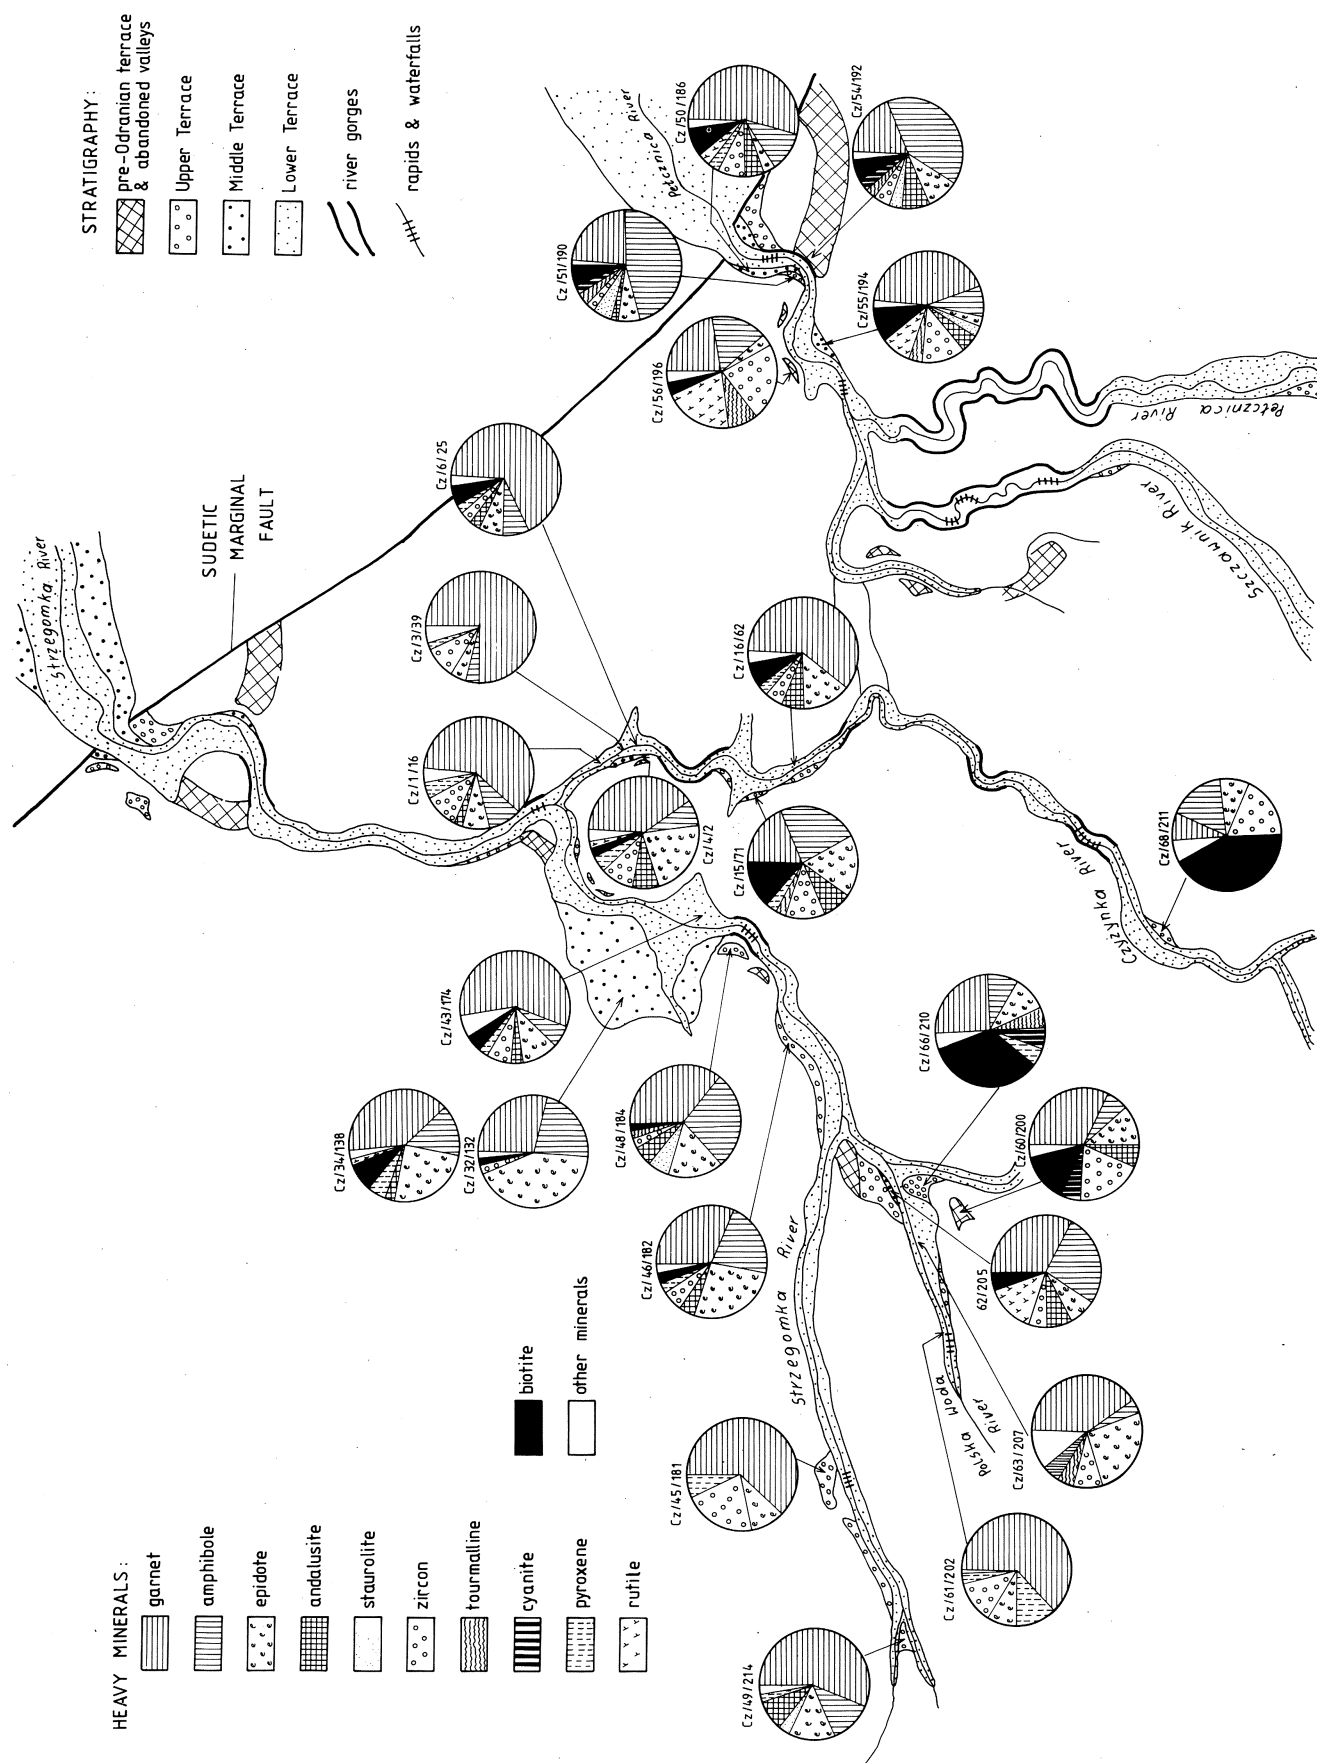 STRATIGRAPHY:
pre-Odranian terrace
& abandoned valleys
Upper Terrace
Middle Terrace
Lower Terrace
river gorges
rapids & waterfalls
SUDETIC
MARGINAL
FAULT
Strzegomka River
Pełcznica River
Pełcznica
River
Szczawnik River
Czyżynka River
Strzegomka River
Polska Woda
River
Cz/50/186
Cz/54/192
Cz/51/190
Cz/55/194
Cz/56/196
Cz/6/25
Cz/3/39
Cz/16/62
Cz/1/16
Cz/4/2
Cz/15/71
Cz/68/211
Cz/43/174
Cz/66/210
Cz/34/138
Cz/32/132
Cz/48/184
Cz/60/200
Cz/46/182
62/205
Cz/63/207
Cz/45/181
Cz/61/202
Cz/49/214
HEAVY MINERALS:
garnet
amphibole
epidote
andalusite
staurolite
zircon
tourmalline
cyanite
pyroxene
rutile
biotite
other minerals